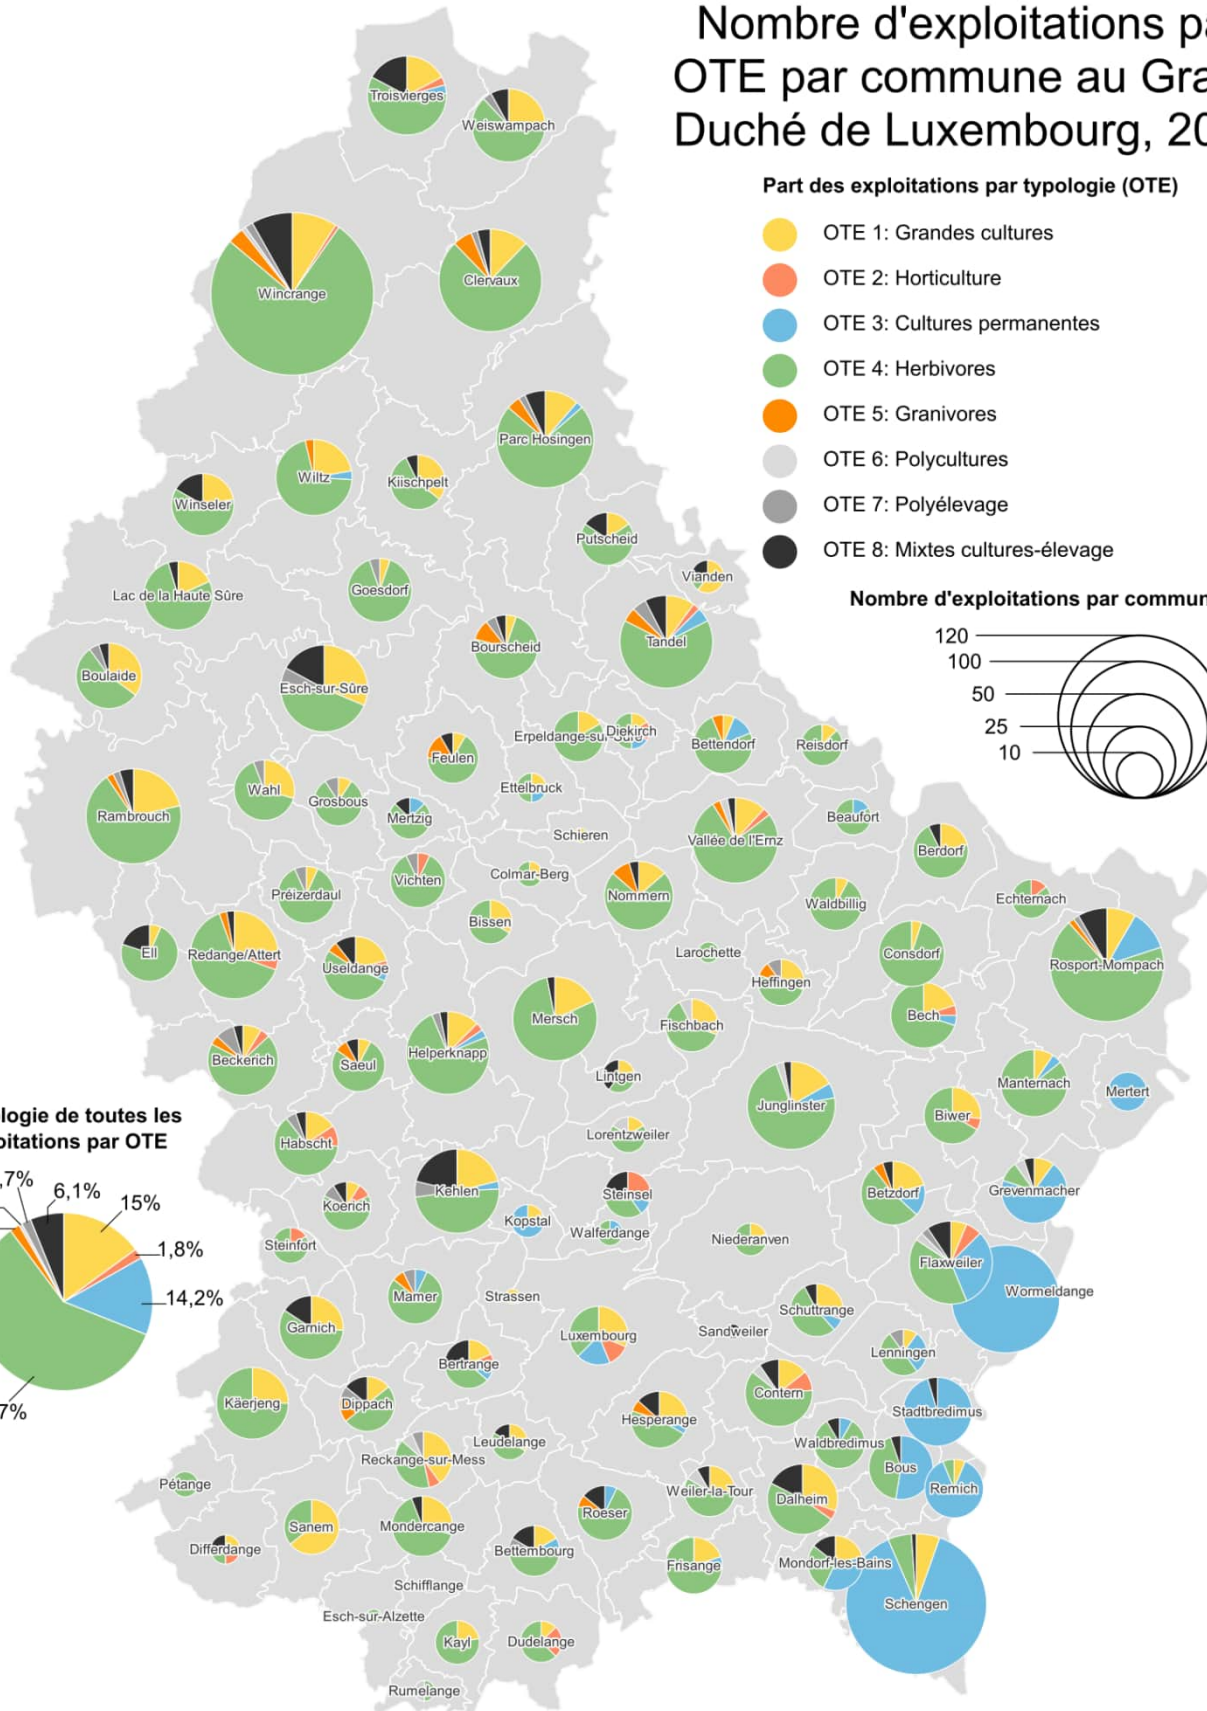 Nombre d'exploitations pa
OTE par commune au Gra
Duché de Luxembourg, 20
Part des exploitations par typologie (OTE)
OTE 1: Grandes cultures
OTE 2: Horticulture
OTE 3: Cultures permanentes
OTE 4: Herbivores
OTE 5: Granivores
OTE 6: Polycultures
OTE 7: Polyélevage
OTE 8: Mixtes cultures-élevage
Nombre d'exploitations par commun
120
100
50
25
10
Troisvierges
Weiswampach
Wincrange
Clervaux
Parc Hosingen
Wiltz
Kiischpelt
Winseler
Putscheid
Vianden
Lac de la Haute Sûre
Goesdorf
Tandel
Bourscheid
Boulaide
Esch-sur-Sûre
Erpeldange-sur-Sûre
Diekirch
Bettendorf
Reisdorf
Feulen
Wahl
Grosbous
Ettelbruck
Rambrouch
Mertzig
Beaufort
Schieren
Vallée de l'Ernz
Berdorf
Préizerdaul
Vichten
Colmar-Berg
Nommern
Waldbillig
Echternach
Bissen
Ell
Redange/Attert
Useldange
Larochette
Consdorf
Rosport-Mompach
Heffingen
Mersch
Fischbach
Bech
Beckerich
Saeul
Helperknapp
Lintgen
Junglinster
Manternach
Mertert
Biwer
Habscht
Lorentzweiler
Koerich
Kehlen
Steinsel
Betzdorf
Grevenmacher
Kopstal
Walferdange
Steinfort
Niederanven
Flaxweiler
Wormeldange
Mamer
Strassen
Garnich
Luxembourg
Sandweiler
Schuttrange
Lenningen
Bertrange
Käerjeng
Dippach
Contern
Stadtbredimus
Hesperange
Leudelange
Waldbredimus
Reckange-sur-Mess
Bous
Pétange
Weiler-la-Tour
Remich
Dalheim
Roeser
Sanem
Mondercange
Differdange
Bettembourg
Frisange
Mondorf-les-Bains
Schifflange
Schengen
Esch-sur-Alzette
Kayl
Dudelange
Rumelange
ologie de toutes les
oitations par OTE
,7%
6,1%
15%
1,8%
14,2%
7%